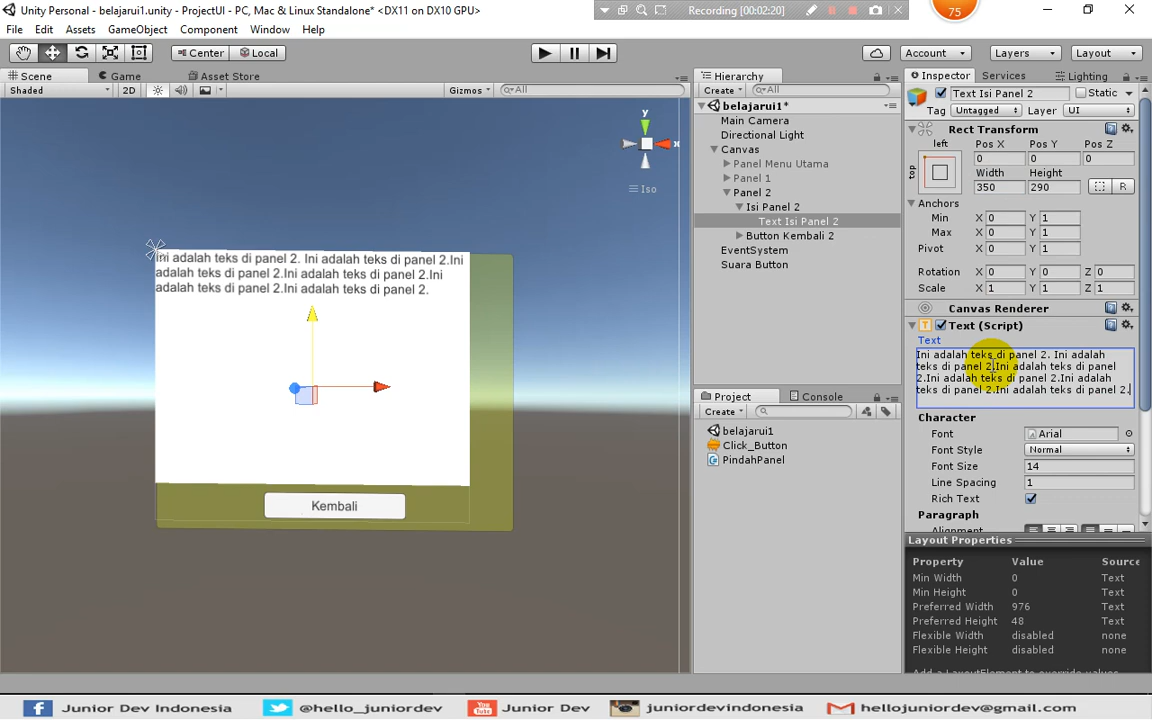 Unity Personal - belajarui1.unity - ProjectUI - PC, Mac & Linux Standalone* <DX11 on DX10 GPU>
Recording [00:02:20]
75
File Edit Assets GameObject Component Window Help
Center Local
Account Layers Layout
Scene Game Asset Store
Shaded 2D Gizmos All
y
x
Iso
Ini adalah teks di panel 2. Ini adalah teks di panel 2.Ini
adalah teks di panel 2.Ini adalah teks di panel 2.Ini
adalah teks di panel 2.Ini adalah teks di panel 2.
Kembali
Hierarchy
Create All
belajarui1*
Main Camera
Directional Light
Canvas
Panel Menu Utama
Panel 1
Panel 2
Isi Panel 2
Text Isi Panel 2
Button Kembali 2
EventSystem
Suara Button
Project Console
Create
belajarui1
Click_Button
PindahPanel
Inspector Services Lighting
Text Isi Panel 2 Static
Tag Untagged Layer UI
Rect Transform
left Pos X Pos Y Pos Z
top 0 0 0
Width Height
350 290 R
Anchors
Min X 0 Y 1
Max X 0 Y 1
Pivot X 0 Y 1
Rotation X 0 Y 0 Z 0
Scale X 1 Y 1 Z 1
Canvas Renderer
Text (Script)
Text
Ini adalah teks di panel 2. Ini adalah
teks di panel 2.Ini adalah teks di panel
2.Ini adalah teks di panel 2.Ini adalah
teks di panel 2.Ini adalah teks di panel 2.
Character
Font Arial
Font Style Normal
Font Size 14
Line Spacing 1
Rich Text
Paragraph
Alignment
Layout Properties
Property Value Source
Min Width 0 Text
Min Height 0 Text
Preferred Width 976 Text
Preferred Height 48 Text
Flexible Width disabled none
Flexible Height disabled none
Add a LayoutElement to override values
Junior Dev Indonesia @hello_juniordev Junior Dev juniordevindonesia hellojuniordev@gmail.com